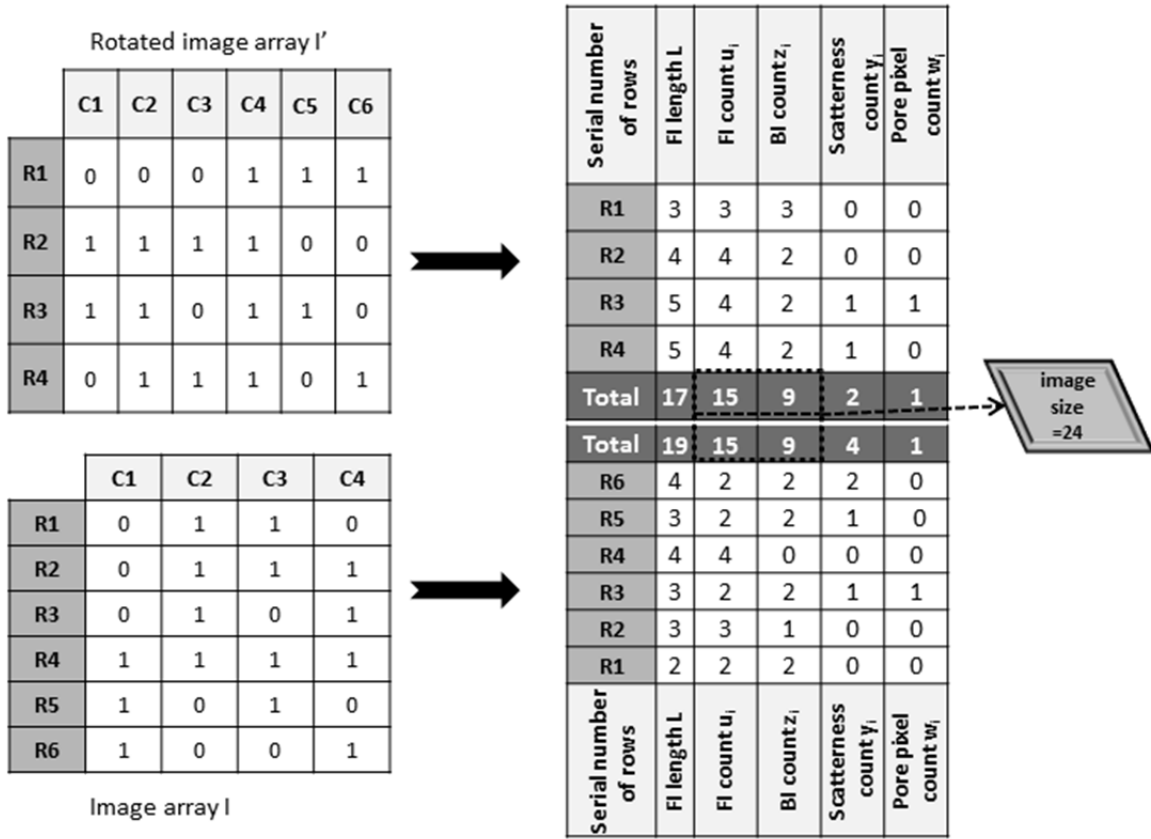 Rotated image array I’
C1 C2 C3 C4 C5 C6
R1 0 0 0 1 1 1
R2 1 1 1 1 0 0
R3 1 1 0 1 1 0
R4 0 1 1 1 0 1
C1 C2 C3 C4
R1 0 1 1 0
R2 0 1 1 1
R3 0 1 0 1
R4 1 1 1 1
R5 1 0 1 0
R6 1 0 0 1
Image array I
Serial number of rows
FI length L
FI count uᵢ
BI count zᵢ
Scatterness count yᵢ
Pore pixel count wᵢ
R1 3 3 3 0 0
R2 4 4 2 0 0
R3 5 4 2 1 1
R4 5 4 2 1 0
Total 17 15 9 2 1
Total 19 15 9 4 1
R6 4 2 2 2 0
R5 3 2 2 1 0
R4 4 4 0 0 0
R3 3 2 2 1 1
R2 3 3 1 0 0
R1 2 2 2 0 0
Serial number of rows
FI length L
FI count uᵢ
BI count zᵢ
Scatterness count yᵢ
Pore pixel count wᵢ
image
size
=24